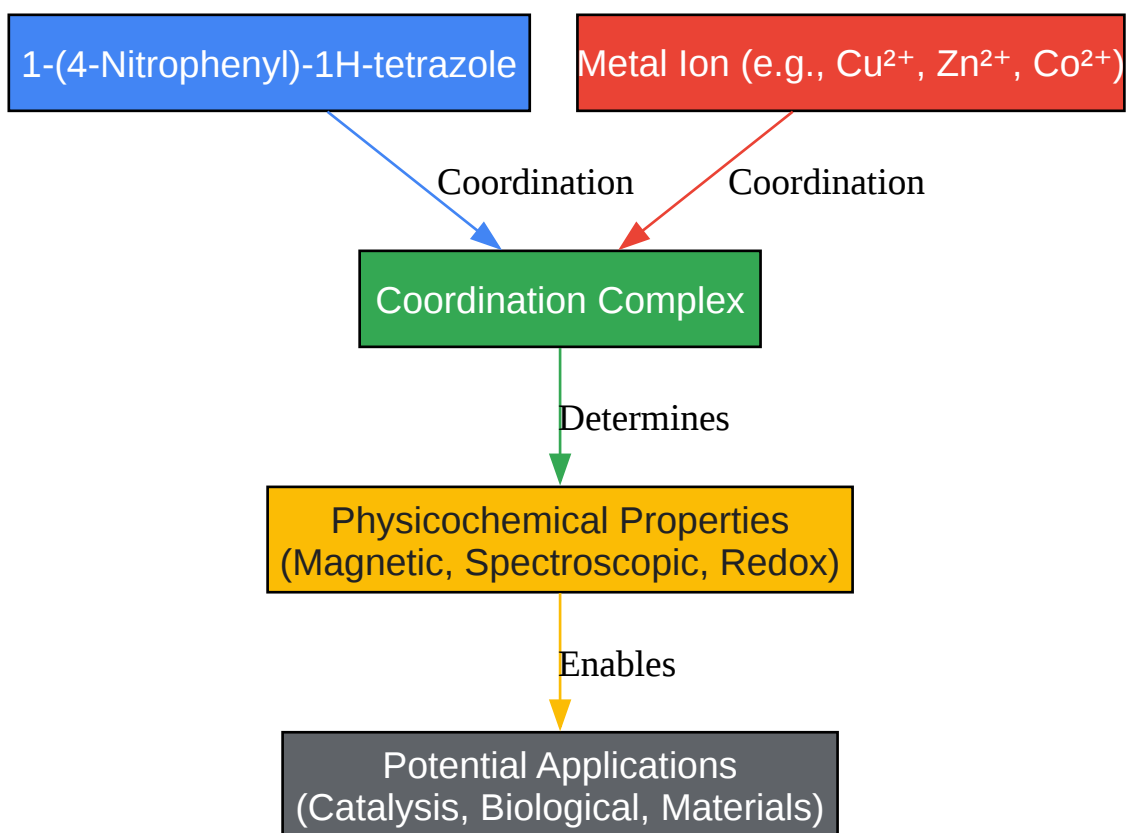 1-(4-Nitrophenyl)-1H-tetrazole
Metal Ion (e.g., Cu²⁺, Zn²⁺, Co²⁺)
Coordination
Coordination
Coordination Complex
Determines
Physicochemical Properties
(Magnetic, Spectroscopic, Redox)
Enables
Potential Applications
(Catalysis, Biological, Materials)